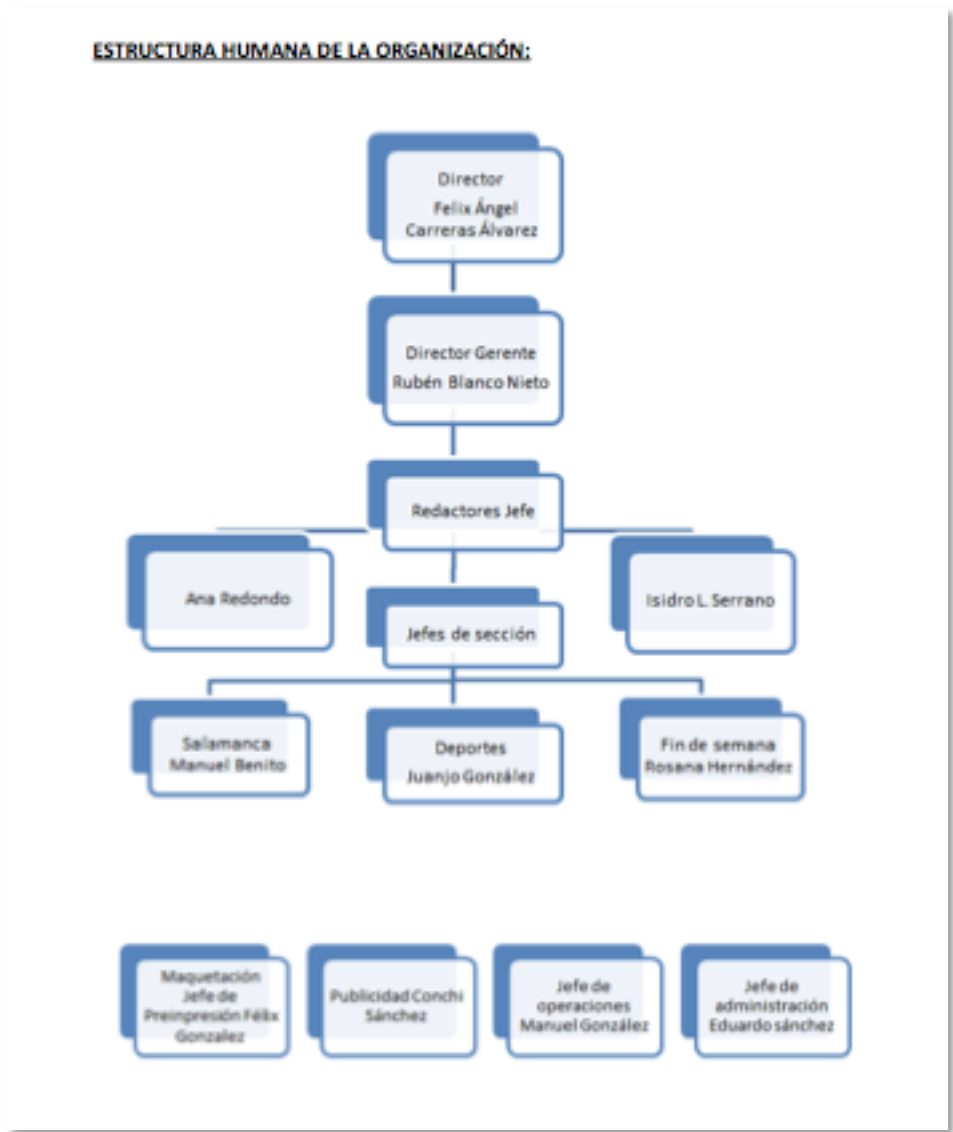 ESTRUCTURA HUMANA DE LA ORGANIZACIÓN:
Director
Felix Ángel
Carreras Álvarez
Director Gerente
Rubén Blanco Nieto
Redactores Jefe
Ana Redondo
Isidro L. Serrano
Jefes de sección
Salamanca
Manuel Benito
Deportes
Juanjo González
Fin de semana
Rosana Hernández
Maquetación
Jefe de
Preinpresión Félix
Gonzalez
Publicidad Conchi
Sánchez
Jefe de
operaciones
Manuel González
Jefe de
administración
Eduardo sánchez